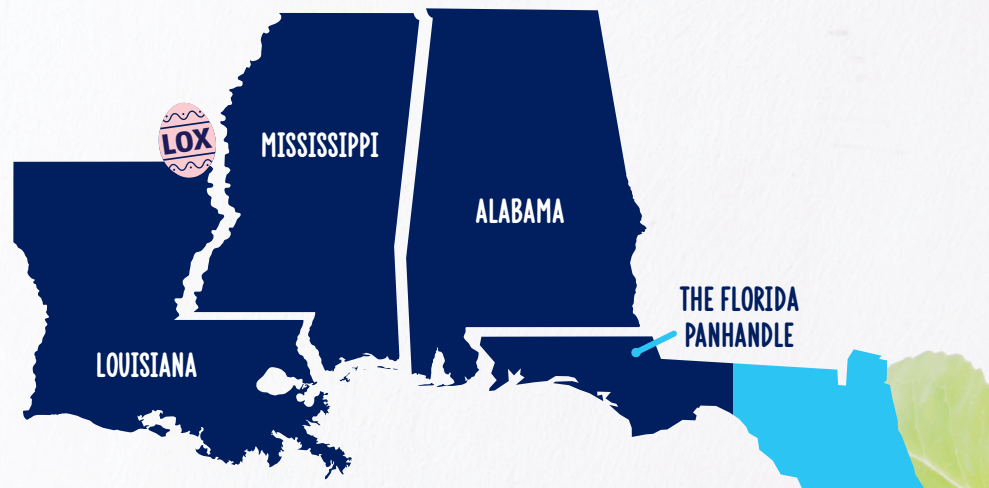 LOX
MISSISSIPPI
ALABAMA
THE FLORIDA
PANHANDLE
LOUISIANA